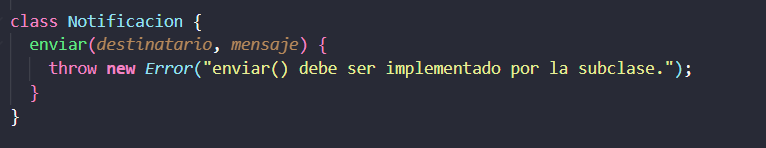 class Notificacion {
  enviar(destinatario, mensaje) {
    throw new Error("enviar() debe ser implementado por la subclase.");
  }
}